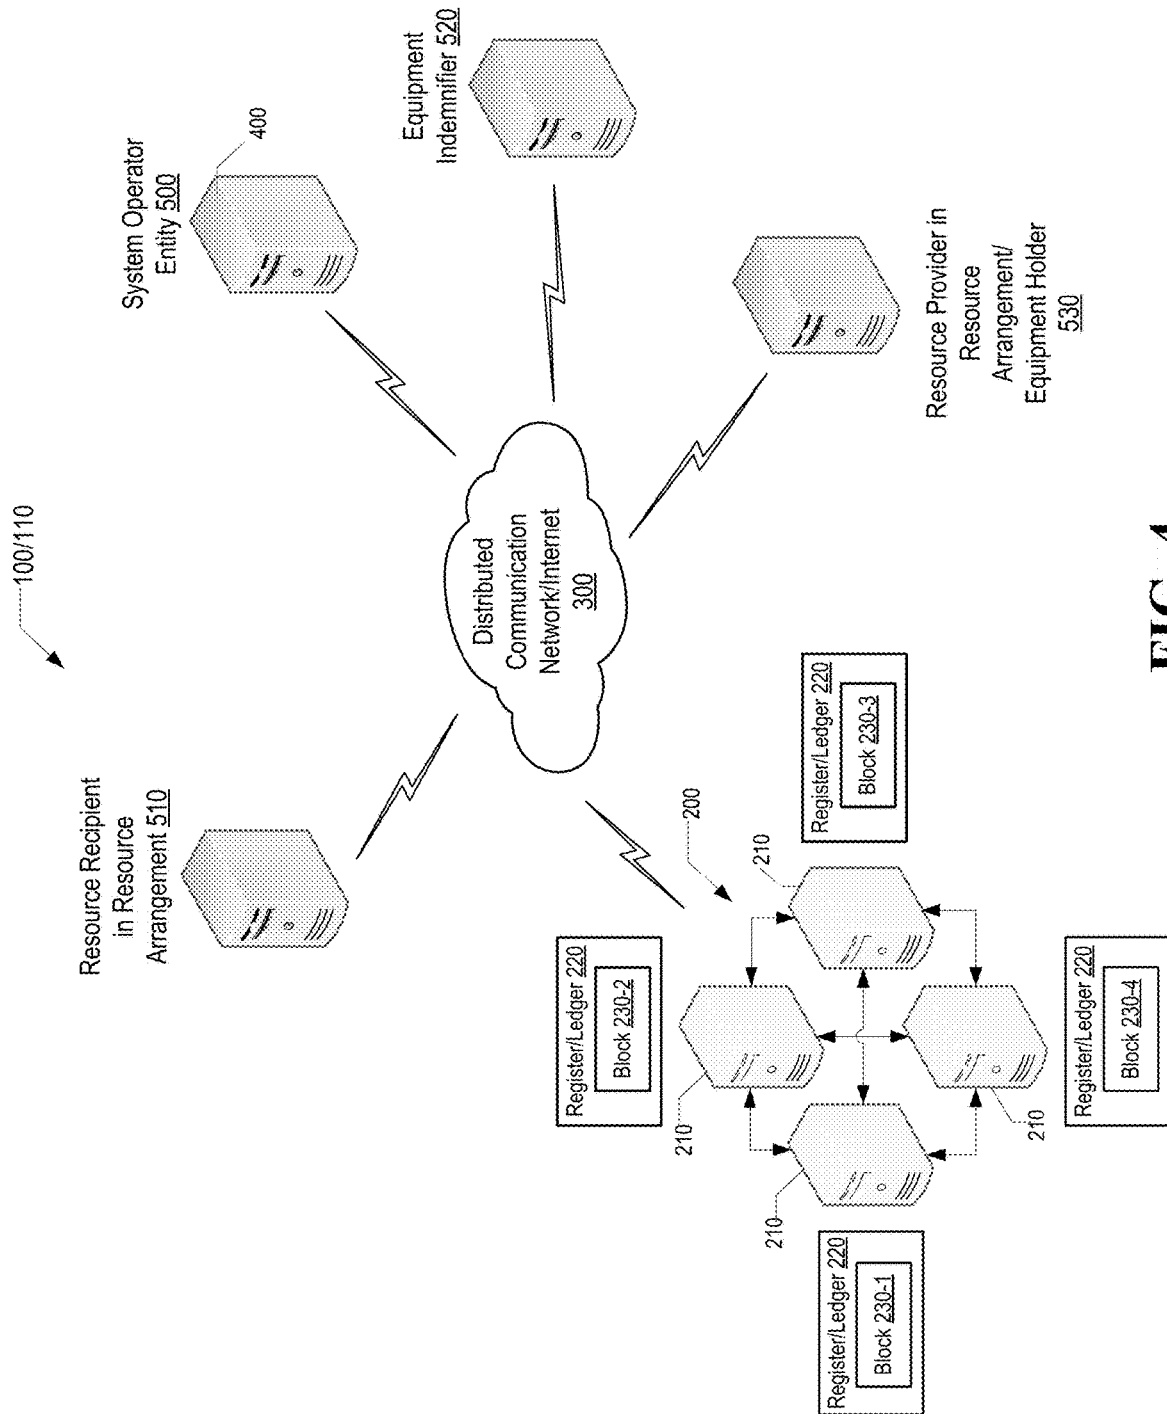 100/110
Resource Recipient
in Resource
Arrangement 510
System Operator
Entity 500
400
Equipment
Indemnifier 520
Distributed
Communication
Network/Internet
300
Resource Provider in
Resource
Arrangement/
Equipment Holder
530
200
Register/Ledger 220
Block 230-2
Register/Ledger 220
Block 230-3
Register/Ledger 220
Block 230-1
Register/Ledger 220
Block 230-4
210
210
210
210